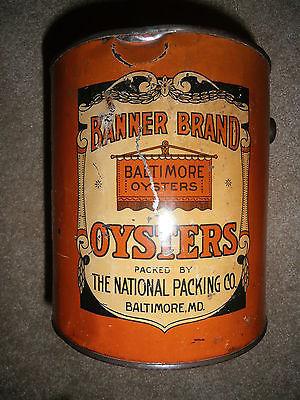 BANNER BRAND
BALTIMORE
OYSTERS
OYSTERS
PACKED BY
THE NATIONAL PACKING CO.
BALTIMORE, MD.